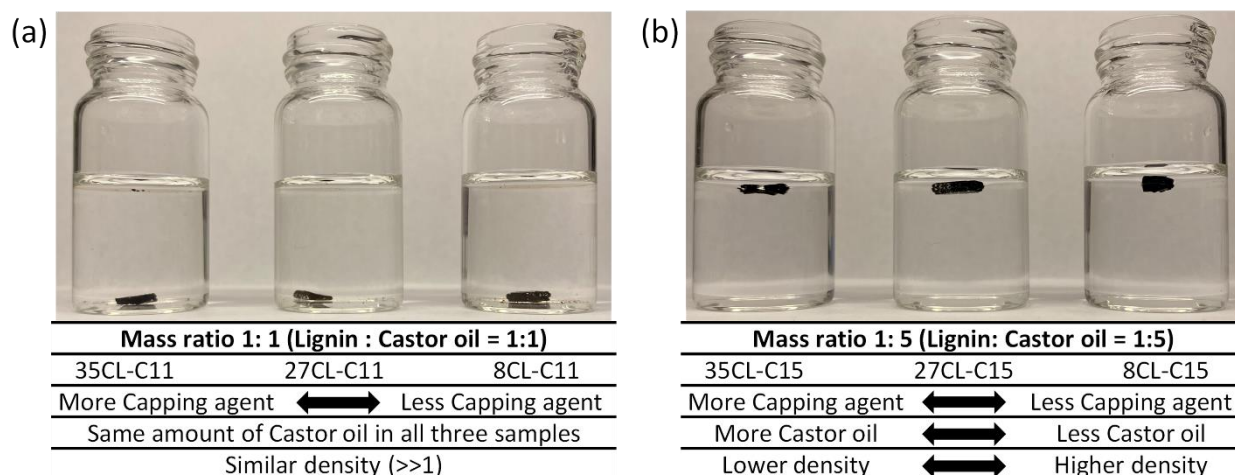 (a)
Mass ratio 1: 1 (Lignin : Castor oil = 1:1)
35CL-C11 27CL-C11 8CL-C11
More Capping agent Less Capping agent
Same amount of Castor oil in all three samples
Similar density (>>1)
(b)
Mass ratio 1: 5 (Lignin: Castor oil = 1:5)
35CL-C15 27CL-C15 8CL-C15
More Capping agent Less Capping agent
More Castor oil Less Castor oil
Lower density Higher density